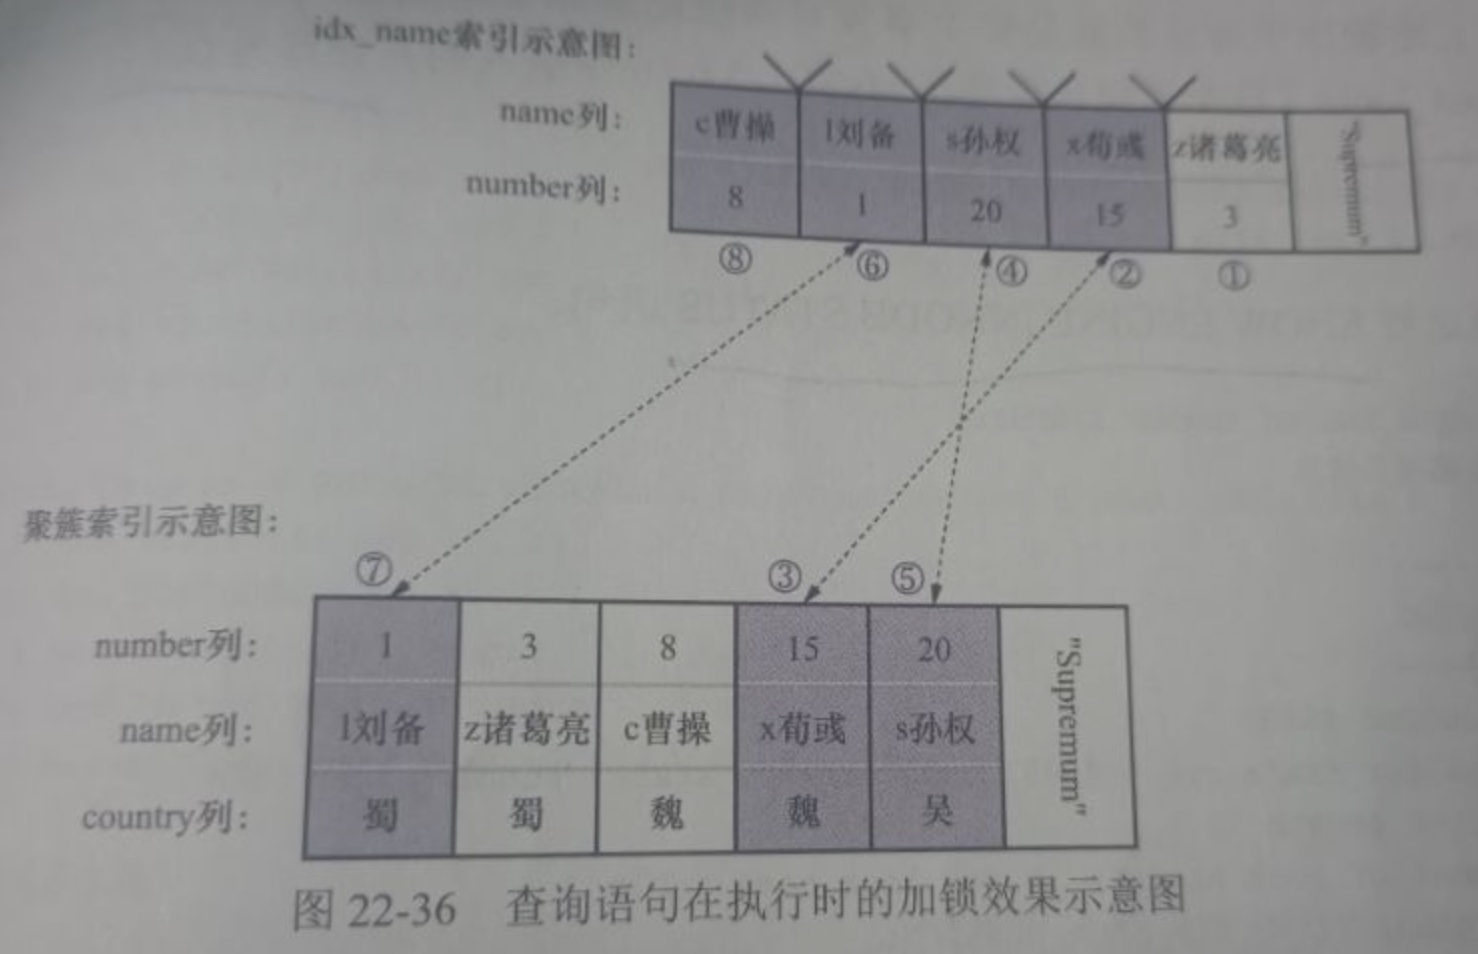 idx_name索引示意图:
name列: c曹操 l刘备 s孙权 x荀彧 z诸葛亮 "Supremum"
number列: 8 1 20 15 3
⑧ ⑥ ④ ② ①
聚簇索引示意图:
⑦ ③ ⑤
number列: 1 3 8 15 20 "Supremum"
name列: l刘备 z诸葛亮 c曹操 x荀彧 s孙权
country列: 蜀 蜀 魏 魏 吴
图 22-36 查询语句在执行时的加锁效果示意图